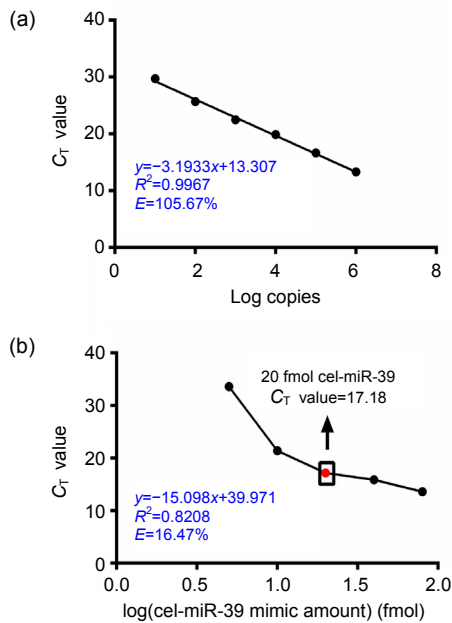 (a)
40
30
20
10
0
C_T value
y=−3.1933x+13.307
R²=0.9967
E=105.67%
0 2 4 6 8
Log copies
(b)
40
30
20
10
0
C_T value
20 fmol cel-miR-39
C_T value=17.18
y=−15.098x+39.971
R²=0.8208
E=16.47%
0.0 0.5 1.0 1.5 2.0
log(cel-miR-39 mimic amount) (fmol)